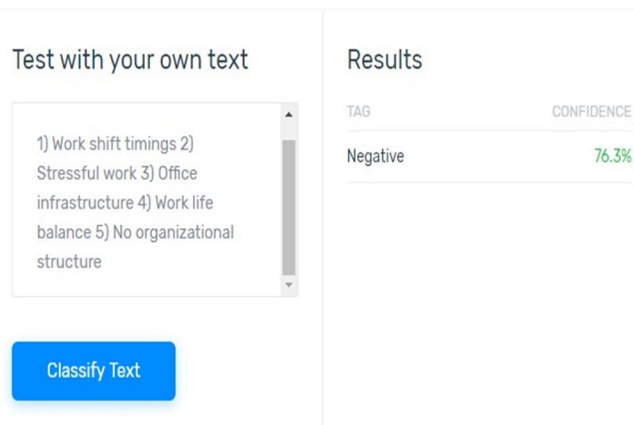 Test with your own text
1) Work shift timings 2)
Stressful work 3) Office
infrastructure 4) Work life
balance 5) No organizational
structure
Classify Text
Results
TAG CONFIDENCE
Negative 76.3%